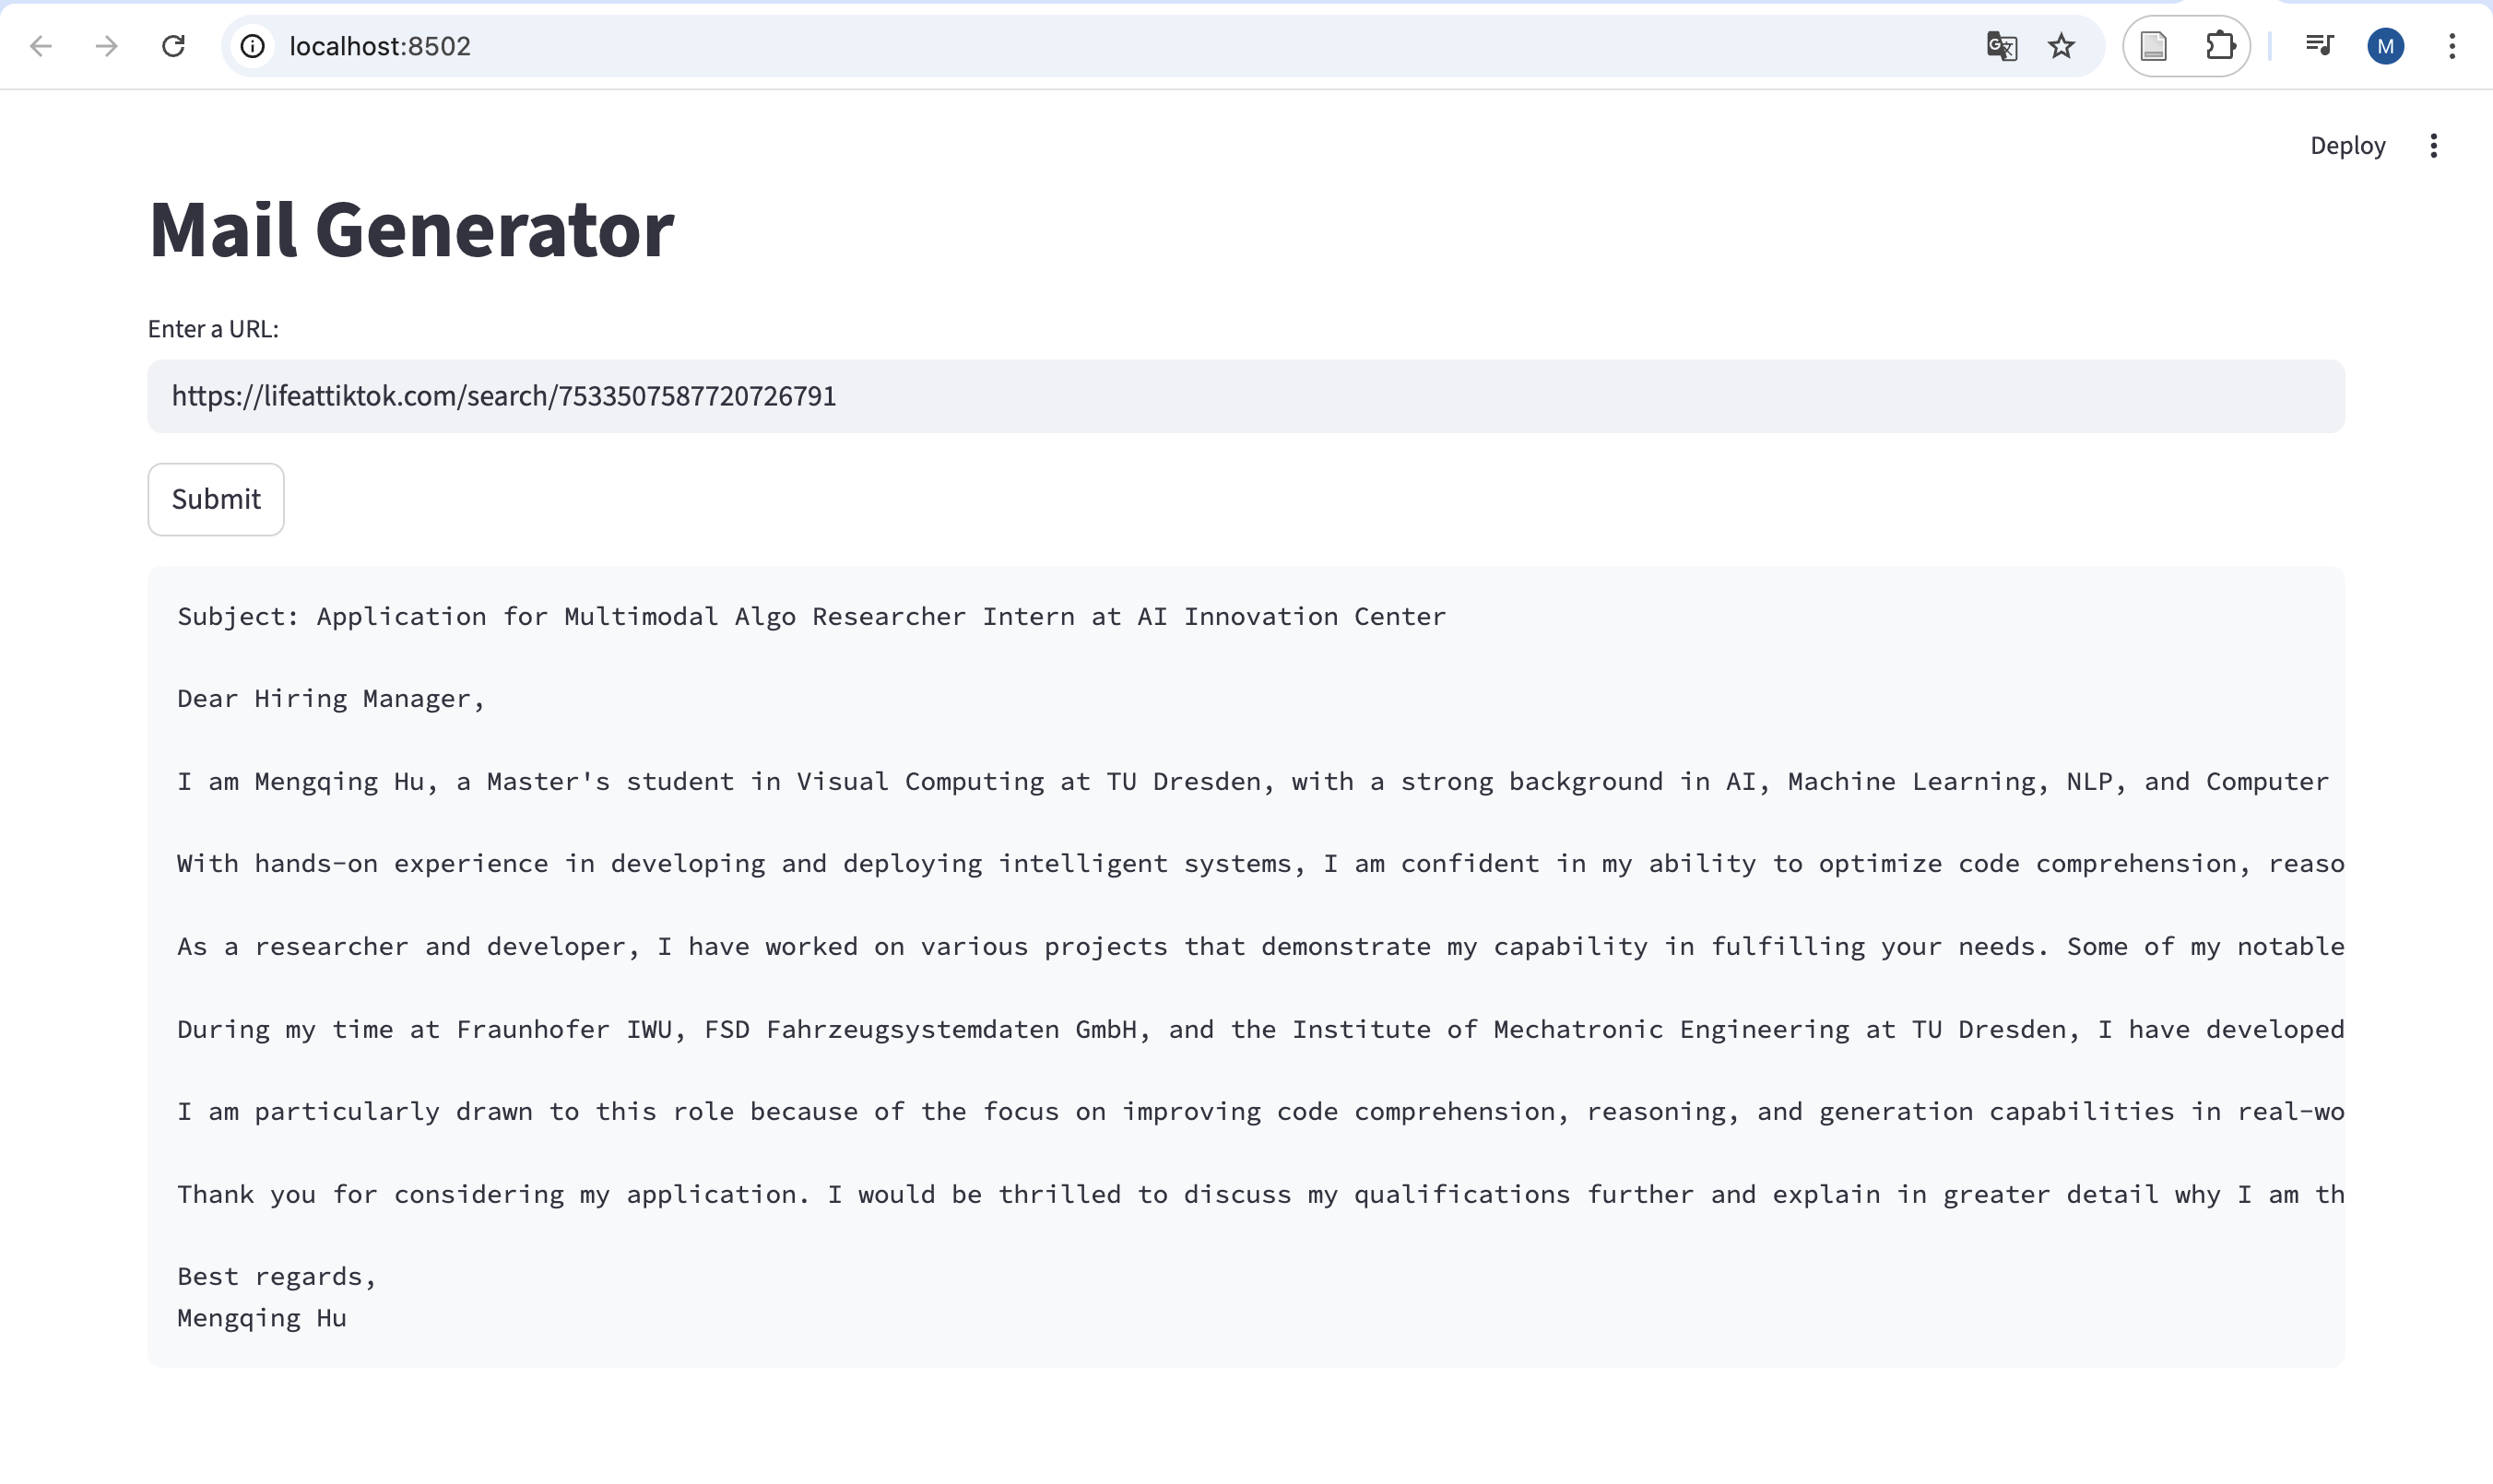 localhost:8502
M
Deploy
Mail Generator
Enter a URL:
https://lifeattiktok.com/search/7533507587720726791
Submit
Subject: Application for Multimodal Algo Researcher Intern at AI Innovation Center
Dear Hiring Manager,
I am Mengqing Hu, a Master's student in Visual Computing at TU Dresden, with a strong background in AI, Machine Learning, NLP, and Computer
With hands-on experience in developing and deploying intelligent systems, I am confident in my ability to optimize code comprehension, reaso
As a researcher and developer, I have worked on various projects that demonstrate my capability in fulfilling your needs. Some of my notable
During my time at Fraunhofer IWU, FSD Fahrzeugsystemdaten GmbH, and the Institute of Mechatronic Engineering at TU Dresden, I have developed
I am particularly drawn to this role because of the focus on improving code comprehension, reasoning, and generation capabilities in real-wo
Thank you for considering my application. I would be thrilled to discuss my qualifications further and explain in greater detail why I am th
Best regards,
Mengqing Hu